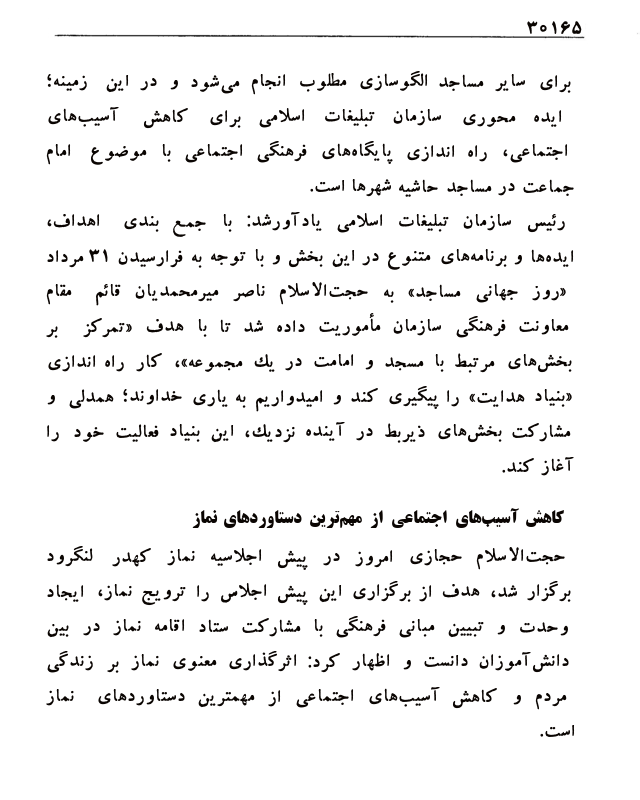 ۳۰۱۶۵
برای سایر مساجد الگوسازی مطلوب انجام می‌شود و در این زمینه؛
ایده محوری سازمان تبلیغات اسلامی برای کاهش آسیب‌های
اجتماعی، راه اندازی پایگاه‌های فرهنگی اجتماعی با موضوع امام
جماعت در مساجد حاشیه شهرها است.
رئیس سازمان تبلیغات اسلامی یادآورشد: با جمع بندی اهداف،
ایده‌ها و برنامه‌های متنوع در این بخش و با توجه به فرارسیدن ۳۱ مرداد
«روز جهانی مساجد» به حجت‌الاسلام ناصر میرمحمدیان قائم مقام
معاونت فرهنگی سازمان مأموریت داده شد تا با هدف «تمرکز بر
بخش‌های مرتبط با مسجد و امامت در یك مجموعه»، کار راه اندازی
«بنیاد هدایت» را پیگیری کند و امیدواریم به یاری خداوند؛ همدلی و
مشارکت بخش‌های ذیربط در آینده نزدیك، این بنیاد فعالیت خود را
آغاز کند.
کاهش آسیب‌های اجتماعی از مهم‌ترین دستاوردهای نماز
حجت‌الاسلام حجازی امروز در پیش اجلاسیه نماز کهدر لنگرود
برگزار شد، هدف از برگزاری این پیش اجلاس را ترویج نماز، ایجاد
وحدت و تبیین مبانی فرهنگی با مشارکت ستاد اقامه نماز در بین
دانش‌آموزان دانست و اظهار کرد: اثرگذاری معنوی نماز بر زندگی
مردم و کاهش آسیب‌های اجتماعی از مهمترین دستاوردهای نماز
است.